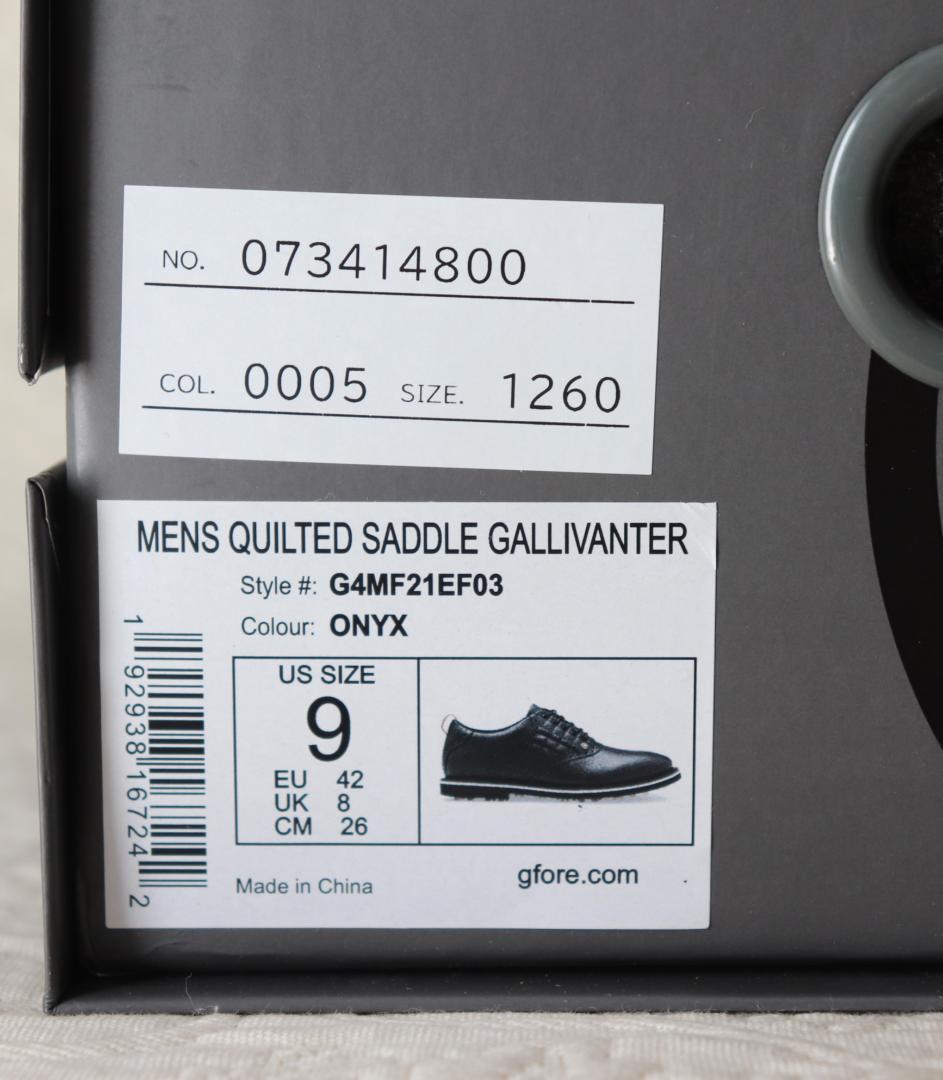 NO. 073414800
COL. 0005 SIZE. 1260
MENS QUILTED SADDLE GALLIVANTER
Style #: G4MF21EF03
Colour: ONYX
1 92938 16724 2
US SIZE
9
EU 42
UK 8
CM 26
Made in China
gfore.com